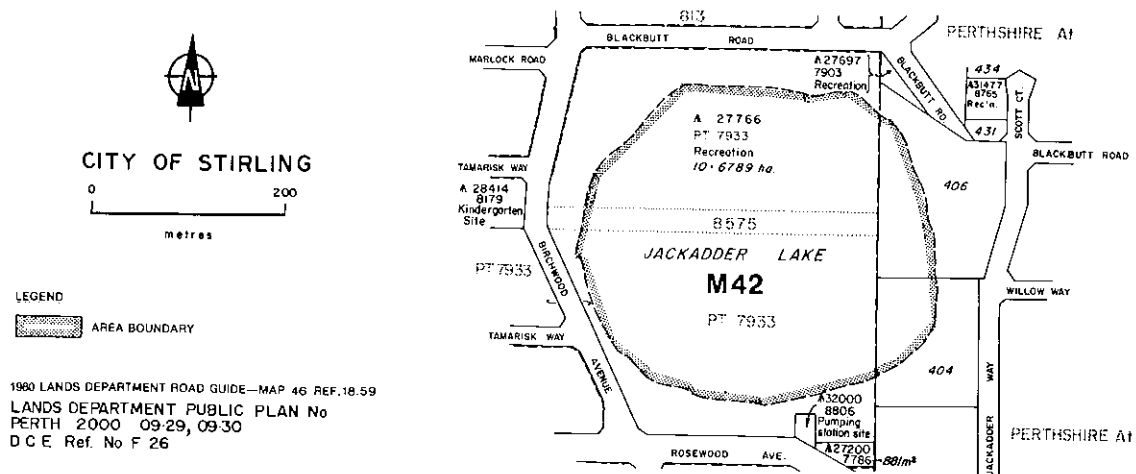 N
CITY OF STIRLING
0 200
metres
LEGEND
AREA BOUNDARY
1980 LANDS DEPARTMENT ROAD GUIDE—MAP 46 REF.18.59
LANDS DEPARTMENT PUBLIC PLAN No
PERTH 2000 09·29, 09·30
D C E Ref. No F 26
813
BLACKBUTT ROAD
PERTHSHIRE At
MARLOCK ROAD
A 27697
7903
Recreation
BLACKBUTT RD.
434
A31477
8765
Rec'n.
431
SCOTT CT.
BLACKBUTT ROAD
A 27766
PT 7933
Recreation
10·6789 ha.
TAMARISK WAY
A 28414
8179
Kindergarten
Site
406
8575
BIRCHWOOD
AVENUE
JACKADDER LAKE
M42
PT 7933
PT 7933
WILLOW WAY
TAMARISK WAY
404
JACKADDER WAY
A32000
8806
Pumping
station site
A27200
7786 881m²
ROSEWOOD AVE.
PERTHSHIRE At